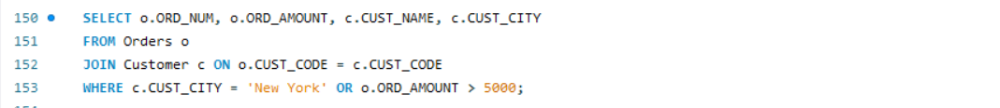 150 SELECT o.ORD_NUM, o.ORD_AMOUNT, c.CUST_NAME, c.CUST_CITY
151 FROM Orders o
152 JOIN Customer c ON o.CUST_CODE = c.CUST_CODE
153 WHERE c.CUST_CITY = 'New York' OR o.ORD_AMOUNT > 5000;